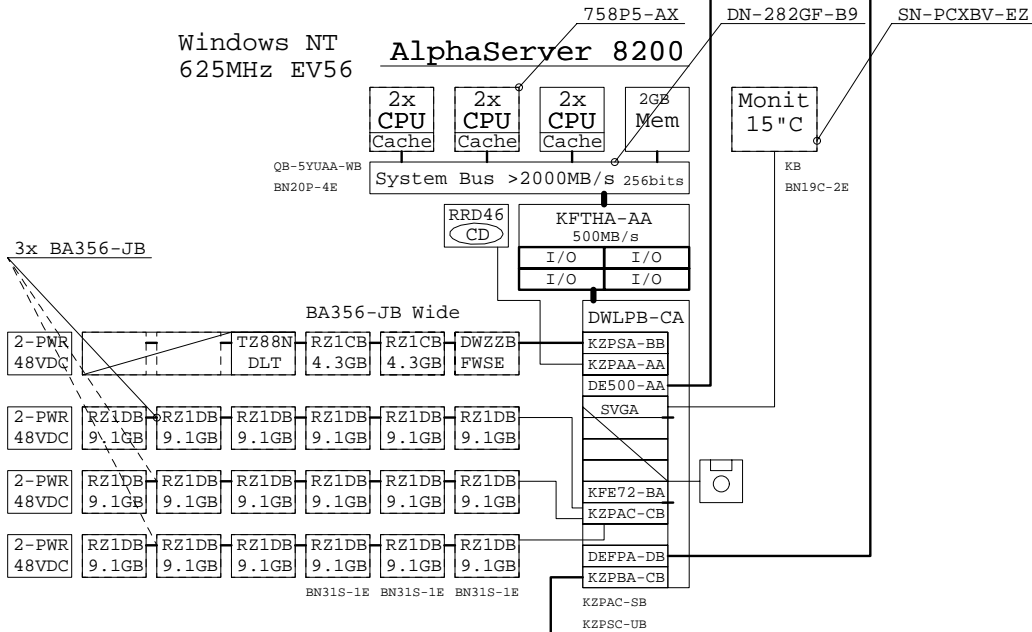 758P5-AX DN-282GF-B9 SN-PCXBV-EZ
Windows NT
625MHz EV56
AlphaServer 8200
2x 2x 2x 2GB
CPU CPU CPU Mem
Cache Cache Cache
Monit
15"C
QB-5YUAA-WB
BN20P-4E
System Bus >2000MB/s 256bits
KB
BN19C-2E
RRD46
CD
KFTHA-AA
500MB/s
I/O I/O
I/O I/O
3x BA356-JB
BA356-JB Wide
DWLPB-CA
2-PWR TZ88N RZ1CB RZ1CB DWZZB KZPSA-BB
48VDC DLT 4.3GB 4.3GB FWSE KZPAA-AA
DE500-AA
2-PWR RZ1DB RZ1DB RZ1DB RZ1DB RZ1DB RZ1DB SVGA
48VDC 9.1GB 9.1GB 9.1GB 9.1GB 9.1GB 9.1GB
2-PWR RZ1DB RZ1DB RZ1DB RZ1DB RZ1DB RZ1DB
48VDC 9.1GB 9.1GB 9.1GB 9.1GB 9.1GB 9.1GB KFE72-BA
KZPAC-CB
2-PWR RZ1DB RZ1DB RZ1DB RZ1DB RZ1DB RZ1DB
48VDC 9.1GB 9.1GB 9.1GB 9.1GB 9.1GB 9.1GB DEFPA-DB
KZPBA-CB
BN31S-1E BN31S-1E BN31S-1E
KZPAC-SB
KZPSC-UB